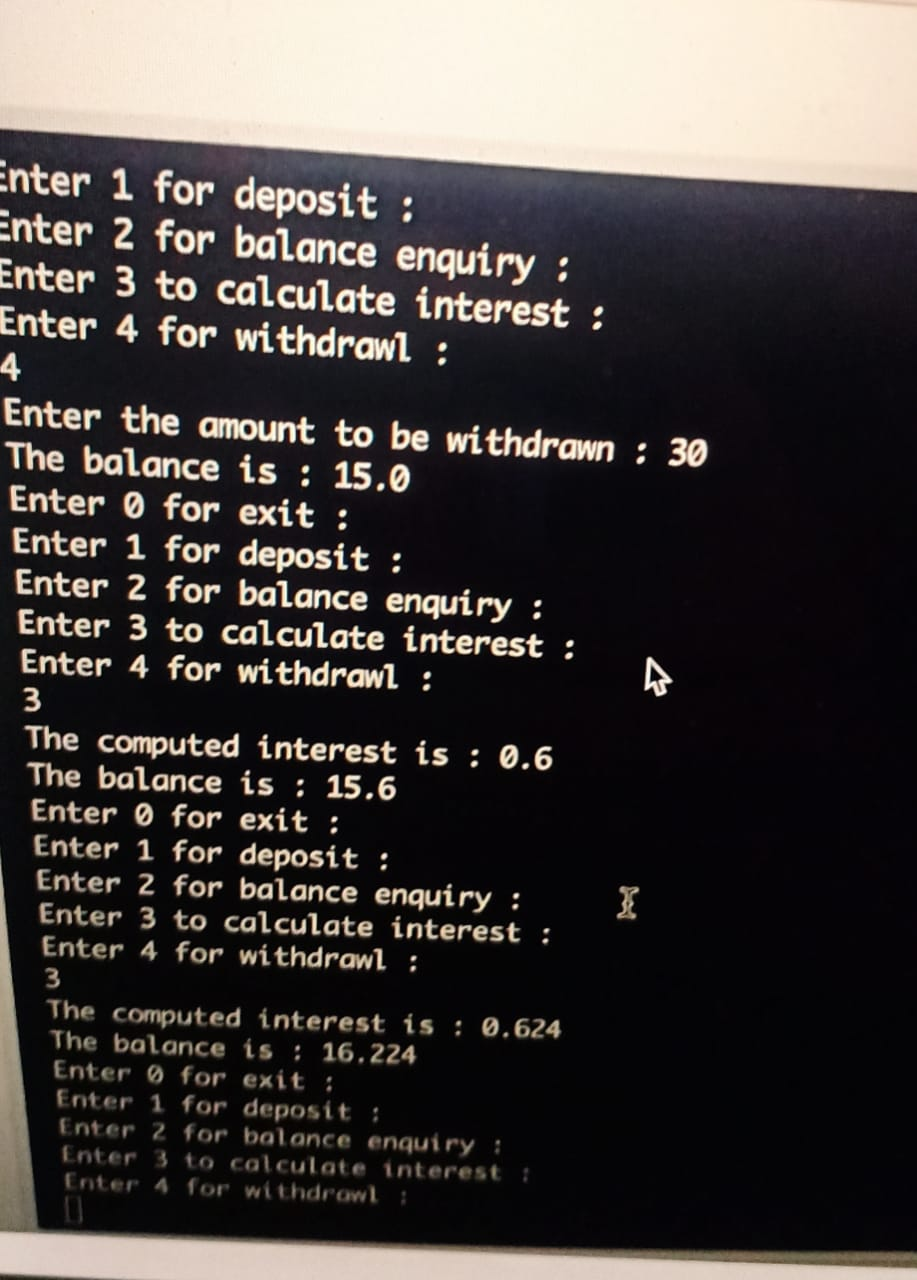 Enter 1 for deposit :
Enter 2 for balance enquiry :
Enter 3 to calculate interest :
Enter 4 for withdrawl :
4
Enter the amount to be withdrawn : 30
The balance is : 15.0
Enter 0 for exit :
Enter 1 for deposit :
Enter 2 for balance enquiry :
Enter 3 to calculate interest :
Enter 4 for withdrawl :
3
The computed interest is : 0.6
The balance is : 15.6
Enter 0 for exit :
Enter 1 for deposit :
Enter 2 for balance enquiry :
Enter 3 to calculate interest :
Enter 4 for withdrawl :
3
The computed interest is : 0.624
The balance is : 16.224
Enter 0 for exit :
Enter 1 for deposit :
Enter 2 for balance enquiry :
Enter 3 to calculate interest :
Enter 4 for withdrawl :